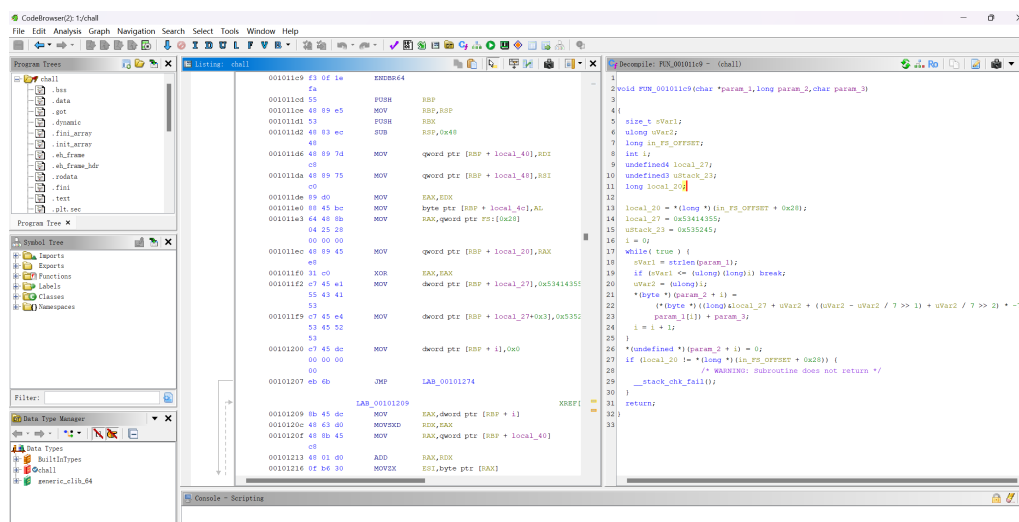 CodeBrowser(2): 1:/chall
File Edit Analysis Graph Navigation Search Select Tools Window Help
I D U L F V B
Program Trees
chall
.bss
.data
.got
.dynamic
.fini_array
.init_array
.eh_frame
.eh_frame_hdr
.rodata
.fini
.text
.plt.sec
Program Tree
Symbol Tree
Imports
Exports
Functions
Labels
Classes
Namespaces
Filter:
Data Type Manager
Data Types
BuiltInTypes
chall
generic_clib_64
Listing: chall
001011c9 f3 0f 1e ENDBR64
fa
001011cd 55 PUSH RBP
001011ce 48 89 e5 MOV RBP,RSP
001011d1 53 PUSH RBX
001011d2 48 83 ec SUB RSP,0x48
48
001011d6 48 89 7d MOV qword ptr [RBP + local_40],RDI
c8
001011da 48 89 75 MOV qword ptr [RBP + local_48],RSI
c0
001011de 89 d0 MOV EAX,EDX
001011e0 88 45 bc MOV byte ptr [RBP + local_4c],AL
001011e3 64 48 8b MOV RAX,qword ptr FS:[0x28]
04 25 28
00 00 00
001011ec 48 89 45 MOV qword ptr [RBP + local_20],RAX
e8
001011f0 31 c0 XOR EAX,EAX
001011f2 c7 45 e1 MOV dword ptr [RBP + local_27],0x53414355
55 43 41
53
001011f9 c7 45 e4 MOV dword ptr [RBP + local_27+0x3],0x5352
53 45 52
53
00101200 c7 45 dc MOV dword ptr [RBP + i],0x0
00 00 00
00
00101207 eb 6b JMP LAB_00101274
LAB_00101209 XREF[
00101209 8b 45 dc MOV EAX,dword ptr [RBP + i]
0010120c 48 63 d0 MOVSXD RDX,EAX
0010120f 48 8b 45 MOV RAX,qword ptr [RBP + local_40]
c8
00101213 48 01 d0 ADD RAX,RDX
00101216 0f b6 30 MOVZX ESI,byte ptr [RAX]
Decompile: FUN_001011c9 - (chall)
Ro
1
2 void FUN_001011c9(char *param_1,long param_2,char param_3)
3
4 {
5 size_t sVar1;
6 ulong uVar2;
7 long in_FS_OFFSET;
8 int i;
9 undefined4 local_27;
10 undefined3 uStack_23;
11 long local_20;
12
13 local_20 = *(long *)(in_FS_OFFSET + 0x28);
14 local_27 = 0x53414355;
15 uStack_23 = 0x535245;
16 i = 0;
17 while( true ) {
18 sVar1 = strlen(param_1);
19 if (sVar1 <= (ulong)(long)i) break;
20 uVar2 = (ulong)i;
21 *(byte *)(param_2 + i) =
22 (*(byte *)((long)&local_27 + uVar2 + ((uVar2 - uVar2 / 7 >> 1) + uVar2 / 7 >> 2) * -
23 param_1[i]) + param_3;
24 i = i + 1;
25 }
26 *(undefined *)(param_2 + i) = 0;
27 if (local_20 != *(long *)(in_FS_OFFSET + 0x28)) {
28 /* WARNING: Subroutine does not return */
29 __stack_chk_fail();
30 }
31 return;
32 }
33
Console - Scripting